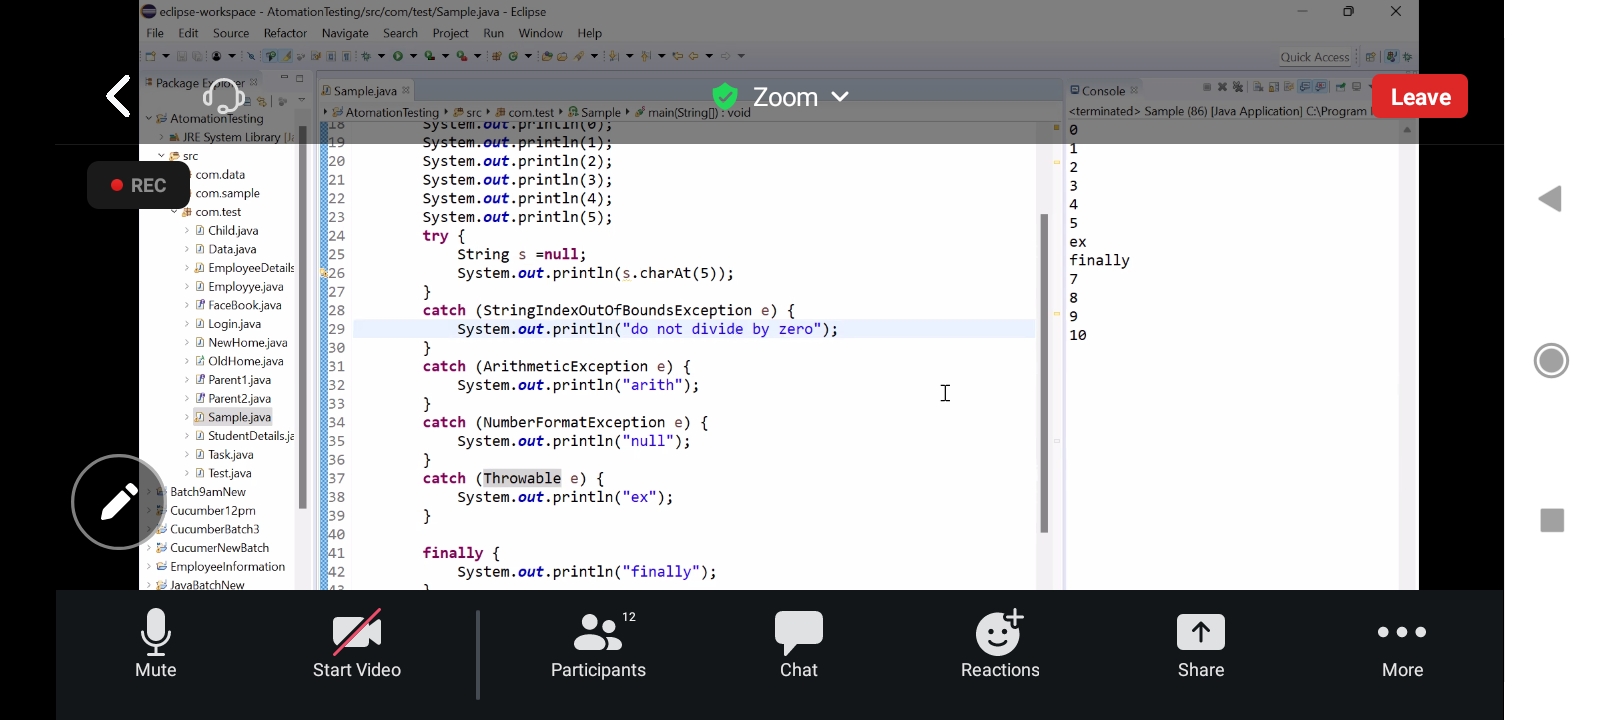 eclipse-workspace - AtomationTesting/src/com/test/Sample.java - Eclipse
File Edit Source Refactor Navigate Search Project Run Window Help
Quick Access
Package Explorer
Sample.java
Zoom
Console
Leave
AtomationTesting src com.test Sample main(String[]) : void
<terminated> Sample (86) [Java Application] C:\Program
REC
AtomationTesting
JRE System Library [Ja
src
com.data
com.sample
com.test
Child.java
Data.java
EmployeeDetails
Employye.java
FaceBook.java
Login.java
NewHome.java
OldHome.java
Parent1.java
Parent2.java
Sample.java
StudentDetails.ja
Task.java
Test.java
Batch9amNew
Cucumber12pm
CucumberBatch3
CucumerNewBatch
EmployeeInformation
JavaBatchNew
18 System.out.println(0);
19 System.out.println(1);
20 System.out.println(2);
21 System.out.println(3);
22 System.out.println(4);
23 System.out.println(5);
24 try {
25 String s =null;
26 System.out.println(s.charAt(5));
27 }
28 catch (StringIndexOutOfBoundsException e) {
29 System.out.println("do not divide by zero");
30 }
31 catch (ArithmeticException e) {
32 System.out.println("arith");
33 }
34 catch (NumberFormatException e) {
35 System.out.println("null");
36 }
37 catch (Throwable e) {
38 System.out.println("ex");
39 }
40
41 finally {
42 System.out.println("finally");
43 }
0
1
2
3
4
5
ex
finally
7
8
9
10
Mute
Start Video
12
Participants
Chat
Reactions
Share
More